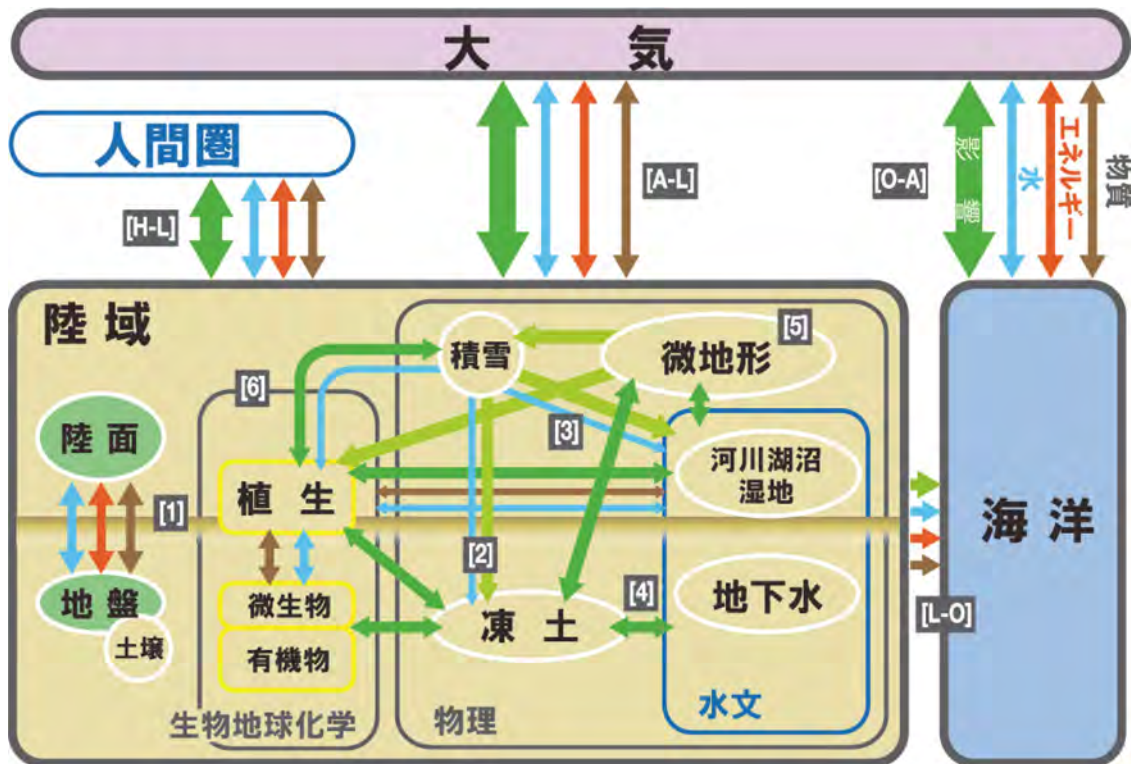 大 気
人間圏
[H-L]
[A-L]
[O-A]
影響
水
エネルギー
物質
陸 域
積雪
微地形
[5]
[6]
[3]
陸 面
河川湖沼
湿地
植 生
[1]
海 洋
[2]
地 盤
土壌
微生物
有機物
凍 土
[4]
地下水
[L-O]
生物地球化学
物理
水文